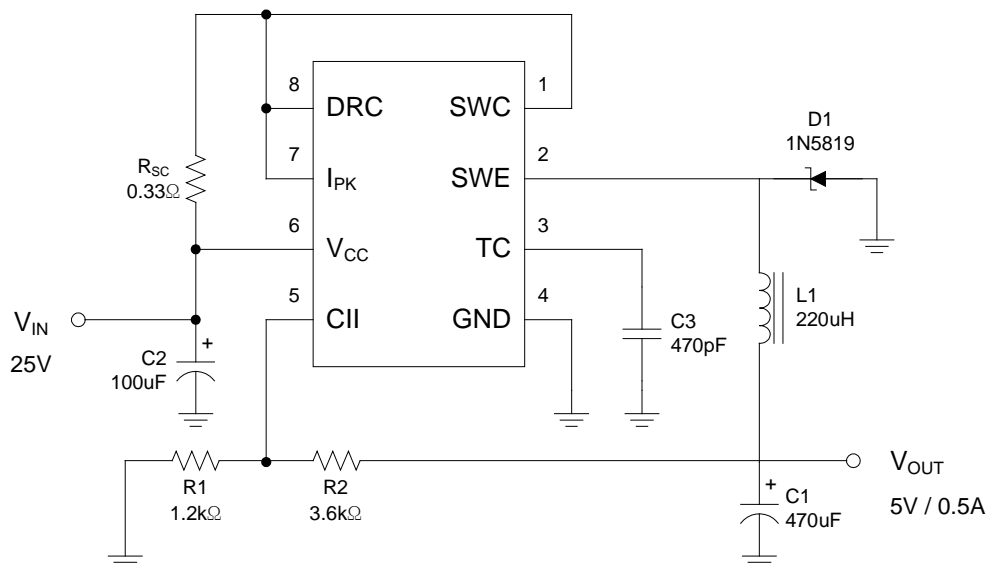 8
DRC
SWC
1
D1
1N5819
RSC
0.33Ω
7
IPK
SWE
2
6
VCC
TC
3
5
CII
GND
4
L1
220uH
VIN
25V
C2
100uF
+
C3
470pF
R1
1.2kΩ
R2
3.6kΩ
VOUT
5V / 0.5A
+
C1
470uF